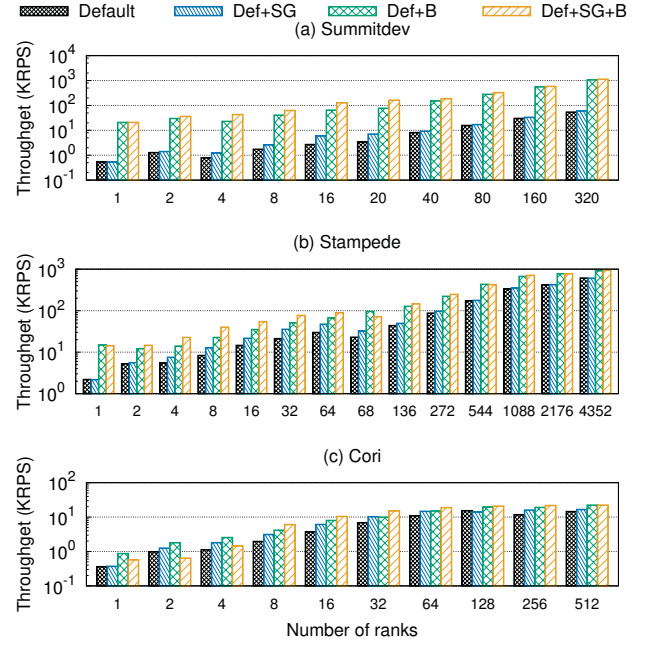 Default Def+SG Def+B Def+SG+B
(a) Summitdev
Throughget (KRPS)
10^4
10^3
10^2
10^1
10^0
10^-1
1 2 4 8 16 20 40 80 160 320
(b) Stampede
Throughget (KRPS)
10^3
10^2
10^1
10^0
1 2 4 8 16 32 64 68 136 272 544 1088 2176 4352
(c) Cori
Throughget (KRPS)
10^2
10^1
10^0
10^-1
1 2 4 8 16 32 64 128 256 512
Number of ranks